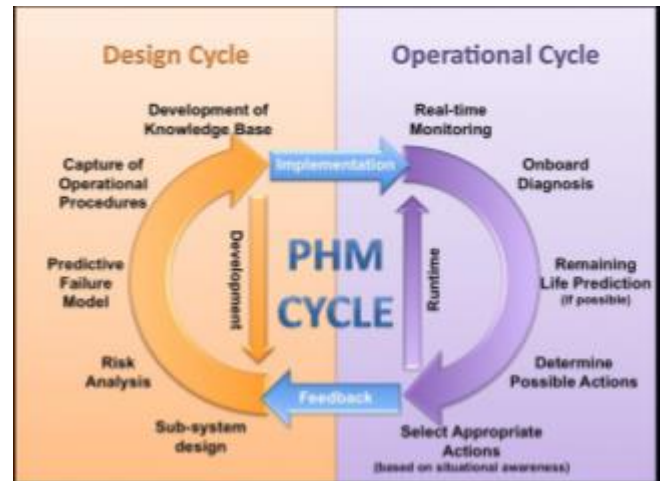 Design Cycle
Operational Cycle
Development of
Knowledge Base
Real-time
Monitoring
Implementation
Capture of
Operational
Procedures
Onboard
Diagnosis
Predictive
Failure
Model
Development
PHM
CYCLE
Runtime
Remaining
Life Prediction
(if possible)
Risk
Analysis
Determine
Possible Actions
Feedback
Sub-system
design
Select Appropriate
Actions
(based on situational awareness)